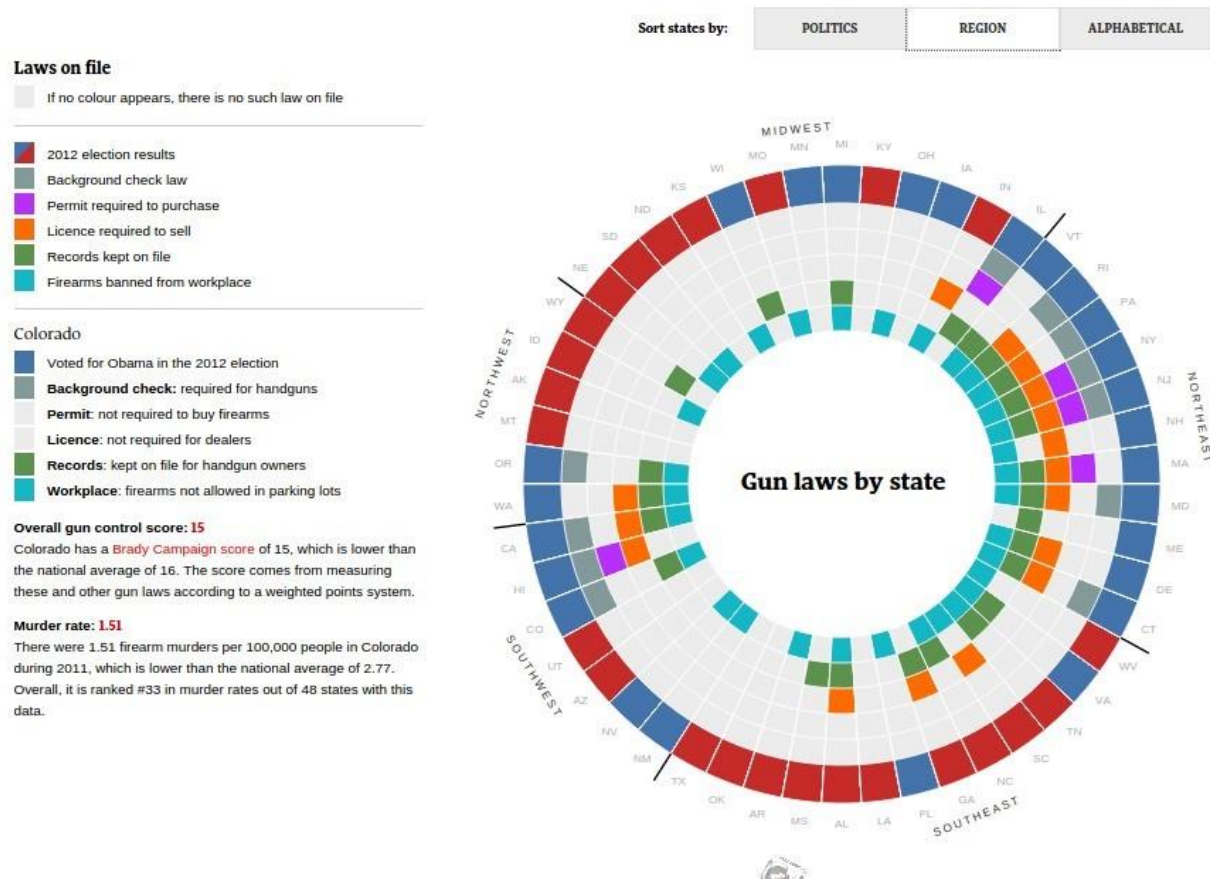 Sort states by:
POLITICS
REGION
ALPHABETICAL
Laws on file
If no colour appears, there is no such law on file
2012 election results
Background check law
Permit required to purchase
Licence required to sell
Records kept on file
Firearms banned from workplace
Colorado
Voted for Obama in the 2012 election
Background check: required for handguns
Permit: not required to buy firearms
Licence: not required for dealers
Records: kept on file for handgun owners
Workplace: firearms not allowed in parking lots
Overall gun control score: 15
Colorado has a Brady Campaign score of 15, which is lower than
the national average of 16. The score comes from measuring
these and other gun laws according to a weighted points system.
Murder rate: 1.51
There were 1.51 firearm murders per 100,000 people in Colorado
during 2011, which is lower than the national average of 2.77.
Overall, it is ranked #33 in murder rates out of 48 states with this
data.
Gun laws by state
MIDWEST
NE
SD
ND
KS
WI
MO
MN
MI
KY
OH
IA
IN
IL
NORTHEAST
VT
RI
PA
NY
NJ
NH
MA
MD
ME
DE
CT
SOUTHEAST
WV
VA
TN
SC
NC
GA
FL
LA
AL
MS
AR
OK
TX
SOUTHWEST
NM
NV
AZ
UT
CO
HI
CA
NORTHWEST
WA
OR
MT
AK
ID
WY